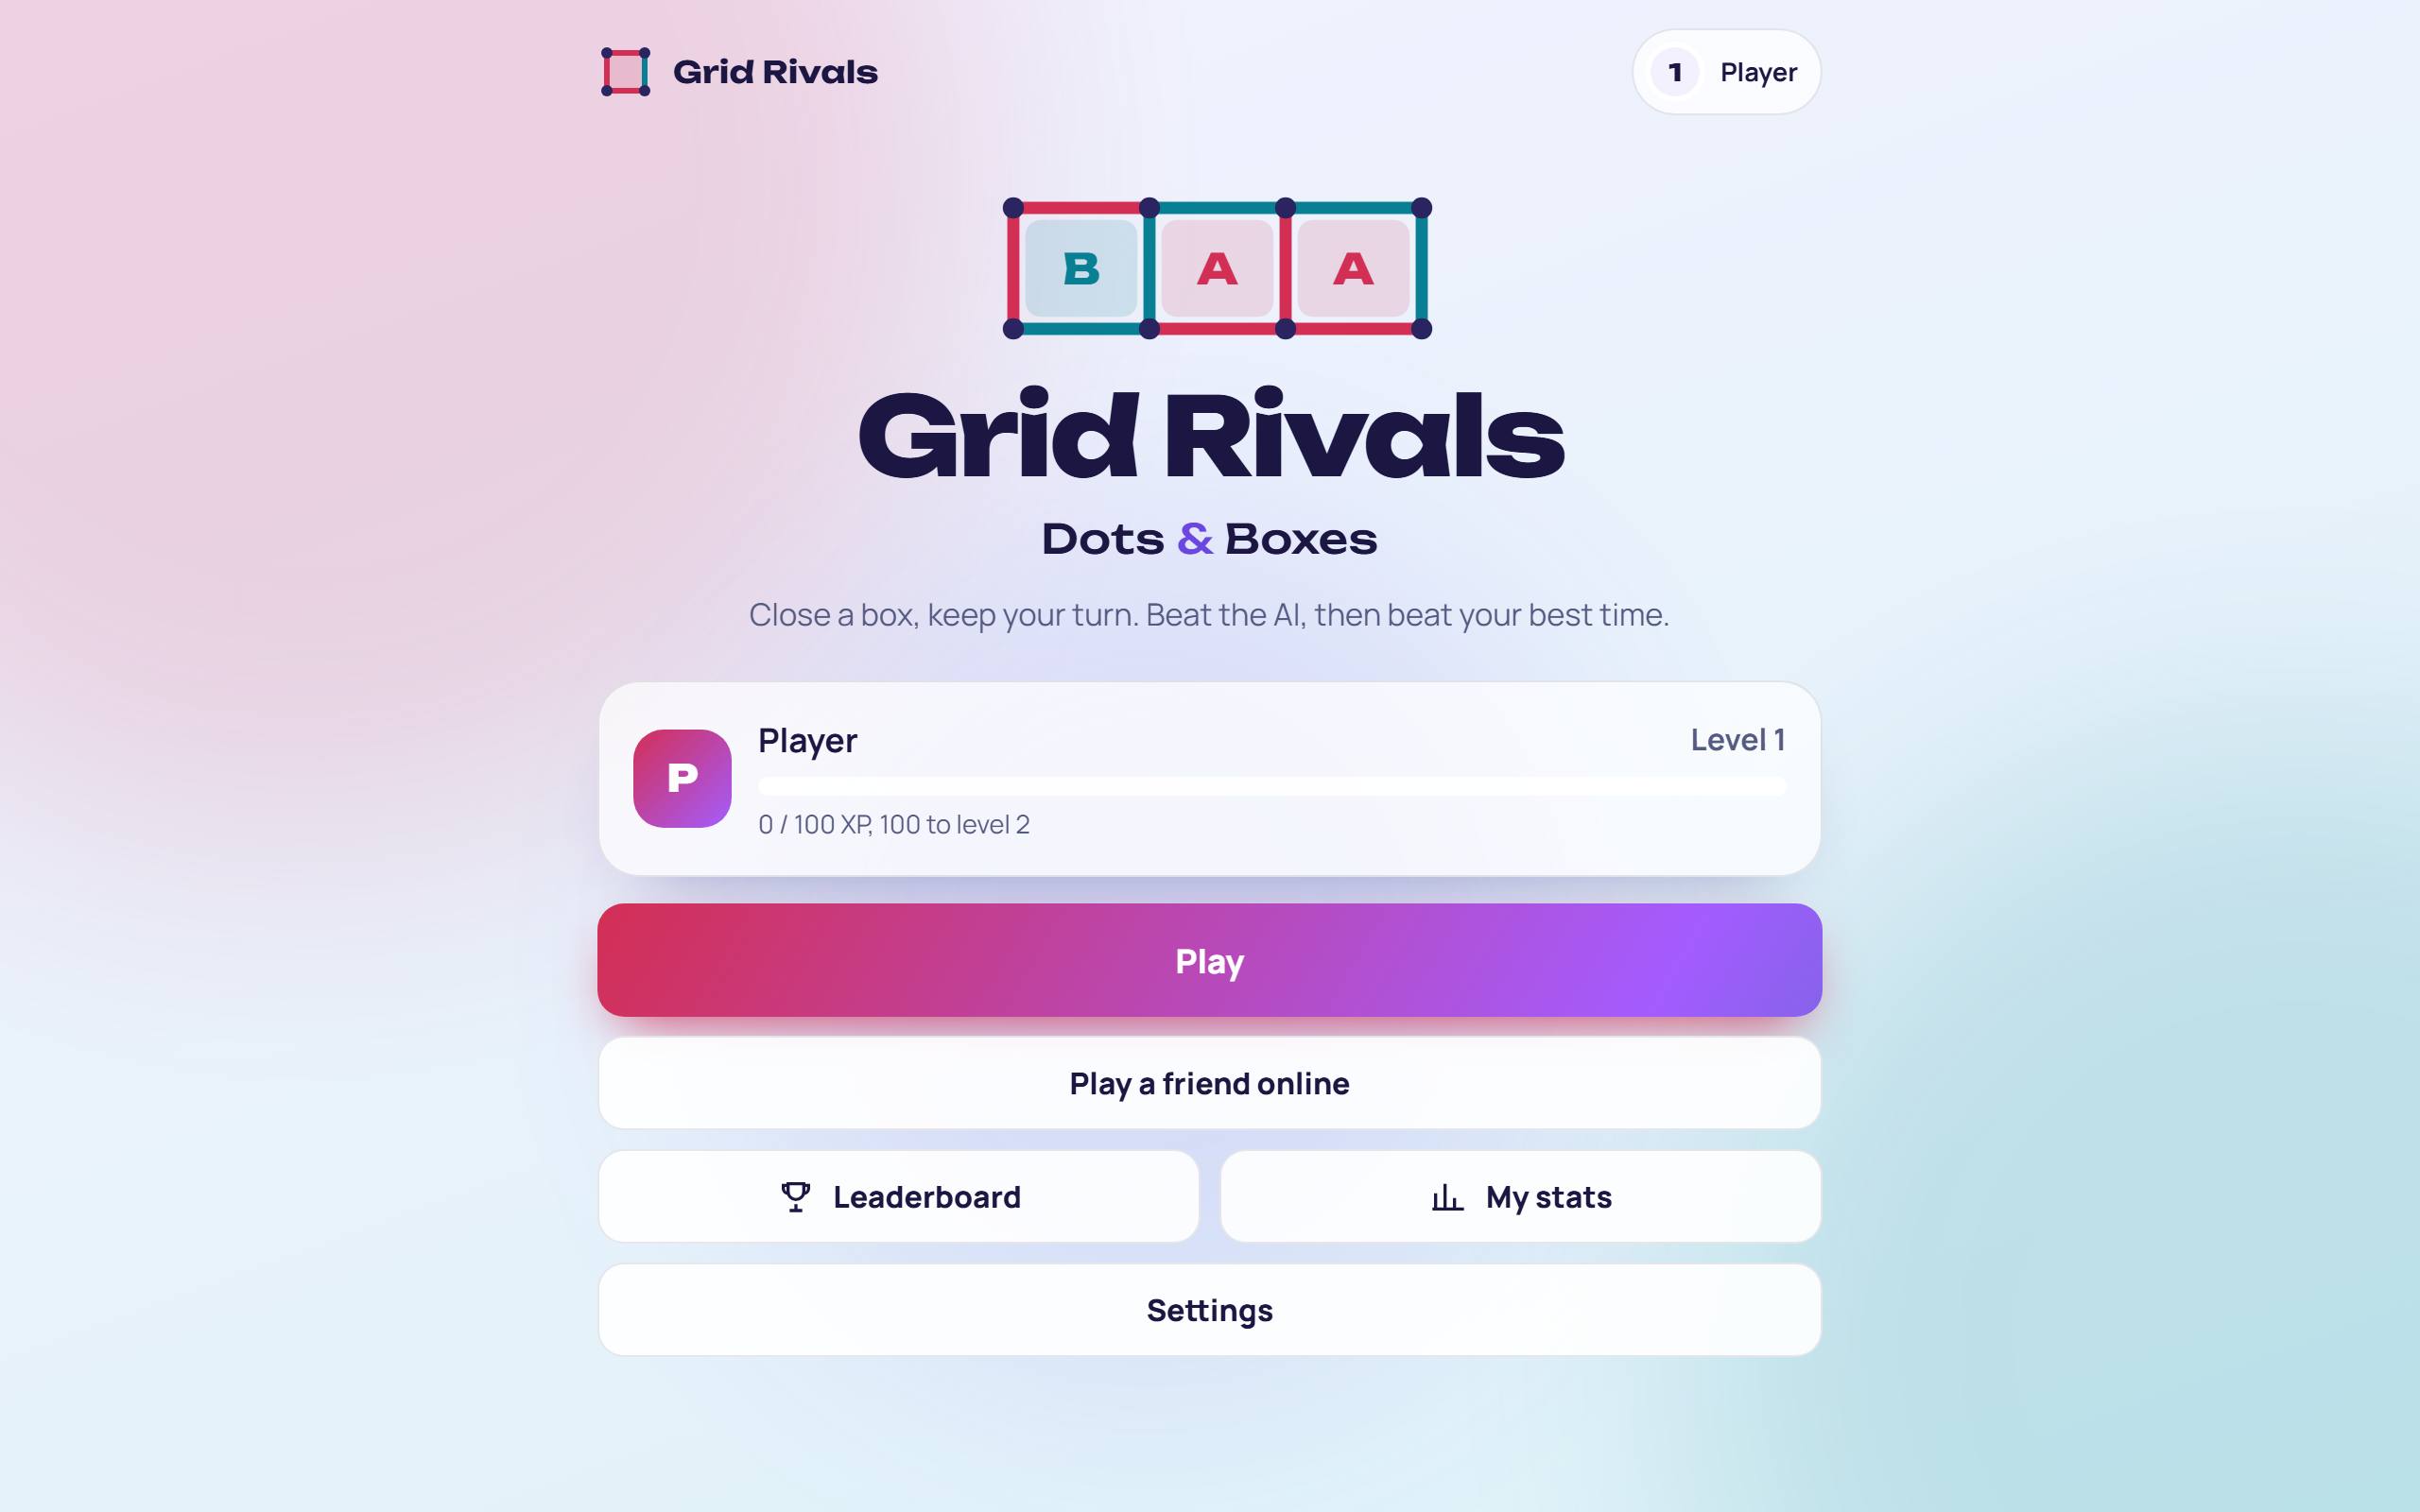 Grid Rivals
1 Player
B A A
Grid Rivals
Dots & Boxes
Close a box, keep your turn. Beat the AI, then beat your best time.
P
Player
Level 1
0 / 100 XP, 100 to level 2
Play
Play a friend online
Leaderboard
My stats
Settings